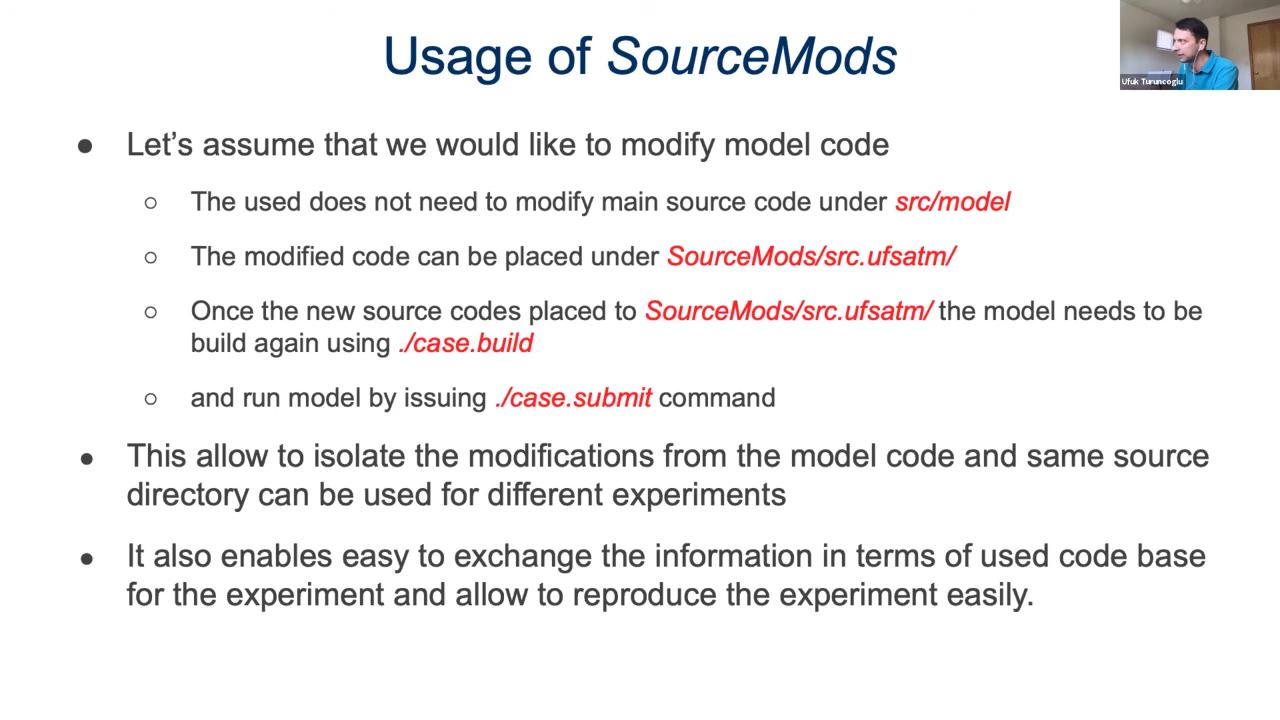 Usage of SourceMods
Ufuk Turuncoglu
● Let’s assume that we would like to modify model code
○ The used does not need to modify main source code under src/model
○ The modified code can be placed under SourceMods/src.ufsatm/
○ Once the new source codes placed to SourceMods/src.ufsatm/ the model needs to be
build again using ./case.build
○ and run model by issuing ./case.submit command
● This allow to isolate the modifications from the model code and same source
directory can be used for different experiments
● It also enables easy to exchange the information in terms of used code base
for the experiment and allow to reproduce the experiment easily.